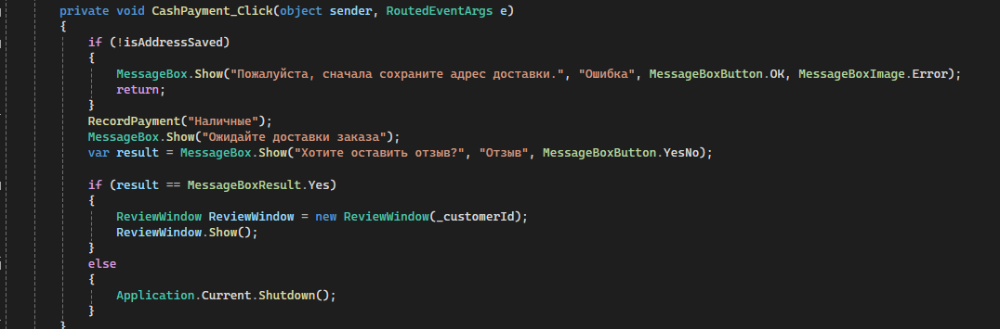 private void CashPayment_Click(object sender, RoutedEventArgs e)
{
if (!isAddressSaved)
{
MessageBox.Show("Пожалуйста, сначала сохраните адрес доставки.", "Ошибка", MessageBoxButton.OK, MessageBoxImage.Error);
return;
}
RecordPayment("Наличные");
MessageBox.Show("Ожидайте доставки заказа");
var result = MessageBox.Show("Хотите оставить отзыв?", "Отзыв", MessageBoxButton.YesNo);
if (result == MessageBoxResult.Yes)
{
ReviewWindow ReviewWindow = new ReviewWindow(_customerId);
ReviewWindow.Show();
}
else
{
Application.Current.Shutdown();
}
}